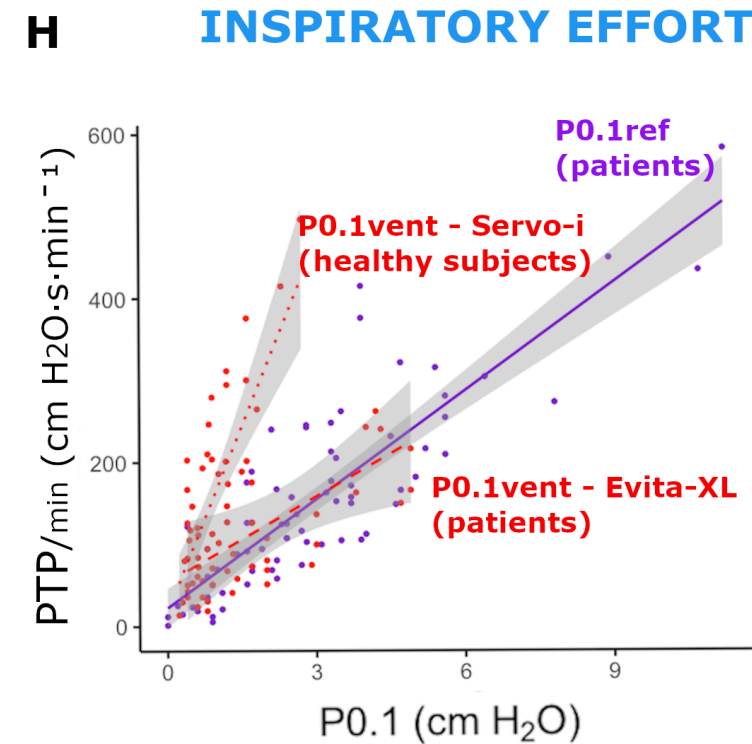 H
INSPIRATORY EFFORT
P0.1ref
(patients)
P0.1vent - Servo-i
(healthy subjects)
P0.1vent - Evita-XL
(patients)
PTP/min (cm H2O·s·min⁻¹)
600
400
200
0
0 3 6 9
P0.1 (cm H₂O)